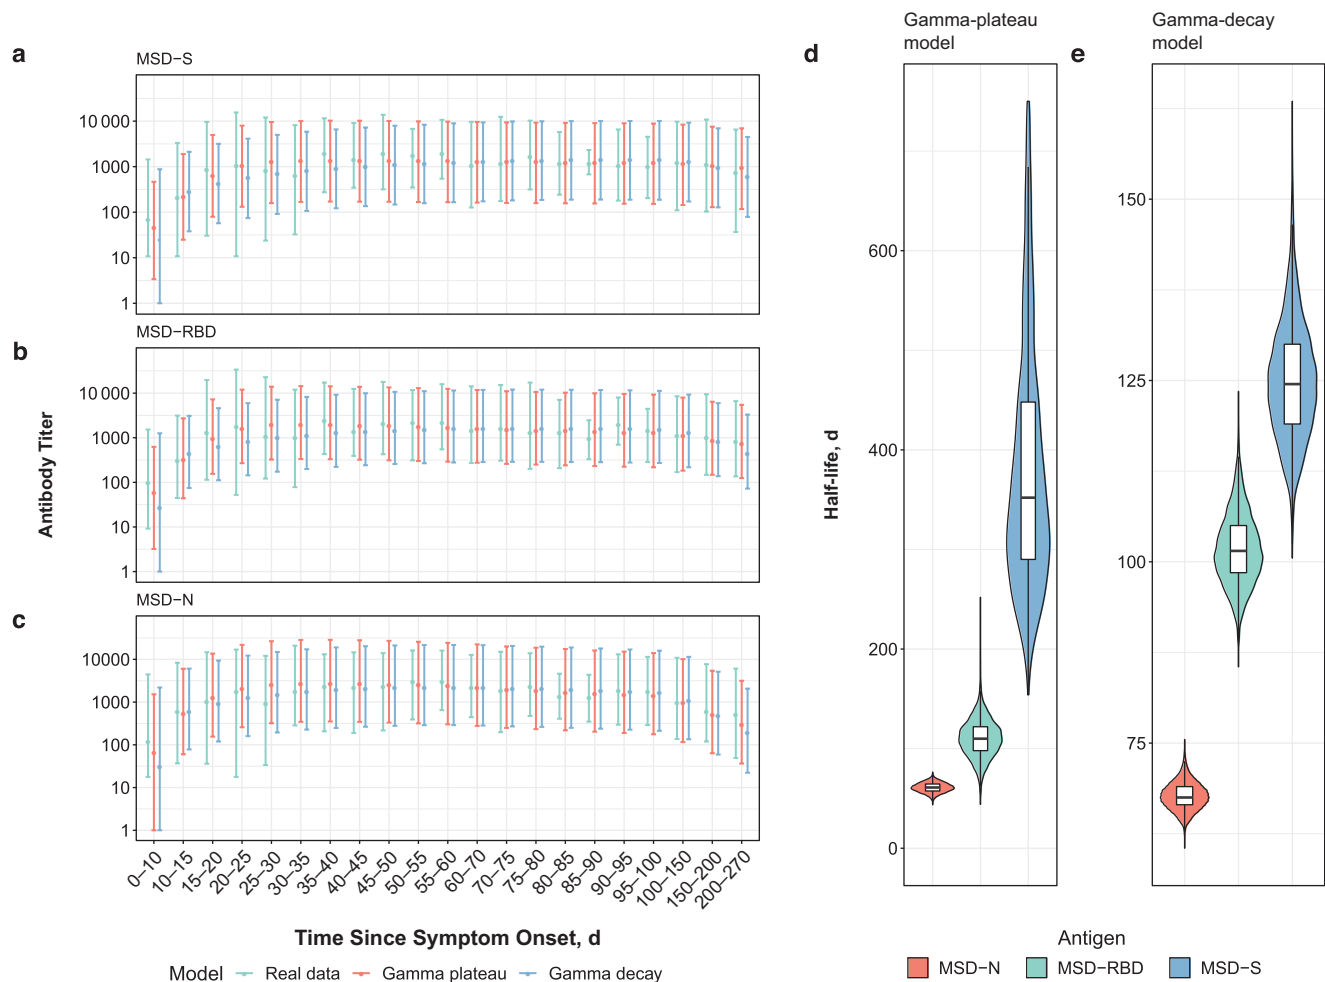 a
MSD−S
10 000
1000
100
10
1
b
MSD−RBD
10 000
1000
100
10
1
c
MSD−N
10000
1000
100
10
1
Antibody Titer
0–10
10–15
15–20
20–25
25–30
30–35
35–40
40–45
45–50
50–55
55–60
60–70
70–75
75–80
80–85
85–90
90–95
95–100
100–150
150–200
200–270
Time Since Symptom Onset, d
Model Real data Gamma plateau Gamma decay
d
Gamma-plateau
model
600
400
200
0
Half-life, d
e
Gamma-decay
model
150
125
100
75
Antigen
MSD−N MSD−RBD MSD−S